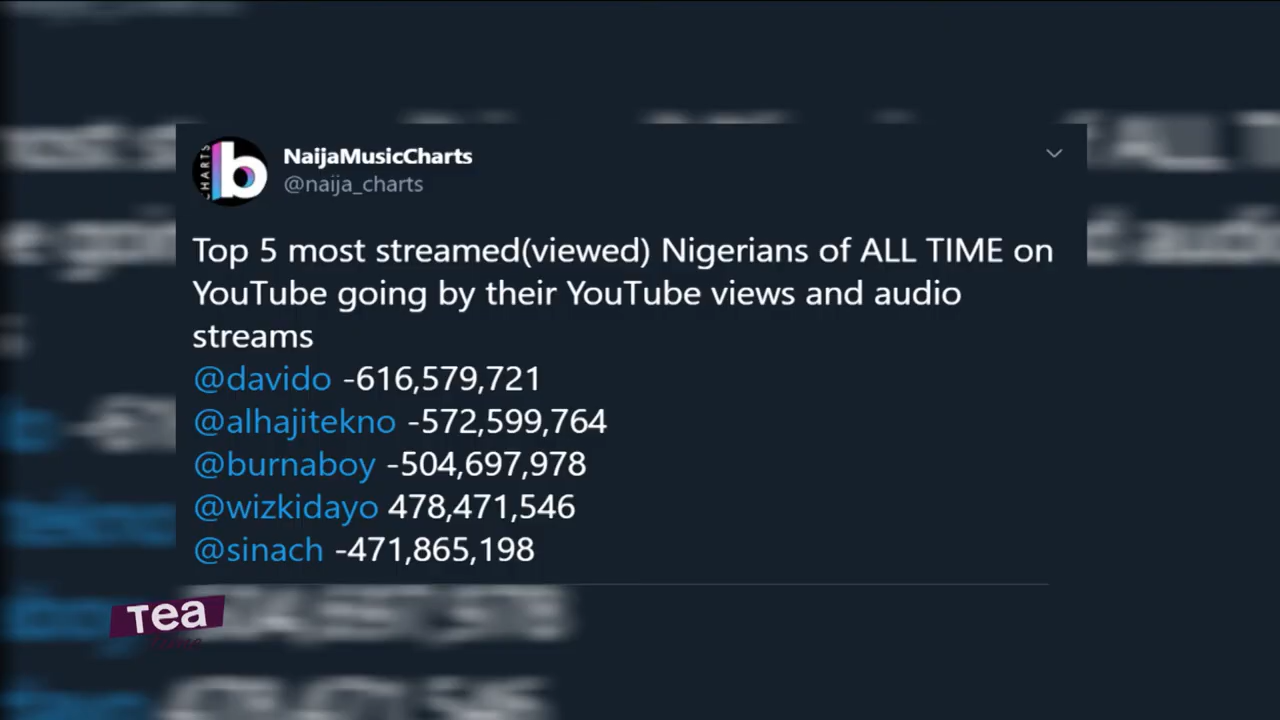 CHARTS
b
NaijaMusicCharts
@naija_charts
Top 5 most streamed(viewed) Nigerians of ALL TIME on
YouTube going by their YouTube views and audio
streams
@davido -616,579,721
@alhajitekno -572,599,764
@burnaboy -504,697,978
@wizkidayo 478,471,546
@sinach -471,865,198
Tea